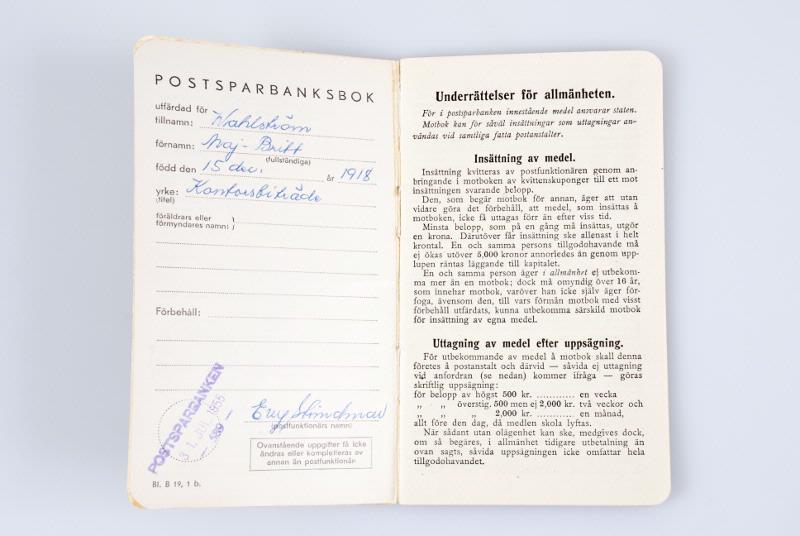 POSTSPARBANKSBOK
utfärdad för
tillnamn: Wahlström
förnamn: Maj-Britt
(fullständiga)
född den 15 dec. år 1918
yrke: Kontorsbiträde
(titel)
föräldrars eller
förmyndares namn:
Förbehåll:
POSTSPARBANKEN
31 JUL. 1955
(postfunktionärs namn)
Ovanstående uppgifter få icke
ändras eller kompletteras av
annan än postfunktionär
Bl. B 19, 1 b.
Underrättelser för allmänheten.
För i postsparbanken innestående medel ansvarar staten.
Motbok kan för såväl insättningar som uttagningar an-
vändas vid samtliga fasta postanstalter.
Insättning av medel.
Insättning kvitteras av postfunktionären genom an-
bringande i motboken av kvittenskuponger till ett mot
insättningen svarande belopp.
Den, som begär motbok för annan, äger att utan
vidare göra det förbehåll, att medel, som insättas å
motboken, icke få uttagas förr än efter viss tid.
Minsta belopp, som på en gång må insättas, utgör
en krona. Därutöver får insättning ske allenast i helt
krontal. En och samma persons tillgodohavande må
ej ökas utöver 5,000 kronor annorledes än genom upp-
lupen räntas läggande till kapitalet.
En och samma person äger i allmänhet ej utbekom-
ma mer än en motbok; dock må omyndig över 16 år,
som innehar motbok, varöver han icke själv äger för-
foga, ävensom den, till vars förmån motbok med visst
förbehåll utfärdats, kunna utbekomma särskild motbok
för insättning av egna medel.
Uttagning av medel efter uppsägning.
För utbekommande av medel å motbok skall denna
företes å postanstalt och därvid — såvida ej uttagning
vid anfordran (se nedan) kommer ifråga — göras
skriftlig uppsägning:
för belopp av högst 500 kr. ............ en vecka
„ „ överstig. 500 men ej 2,000 kr. två veckor och
„ „ „ 2,000 kr. ............ en månad,
allt före den dag, då medlen skola lyftas.
När sådant utan olägenhet kan ske, medgives dock,
om så begäres, i allmänhet tidigare utbetalning än
ovan sagts, såvida uppsägningen icke omfattar hela
tillgodohavandet.